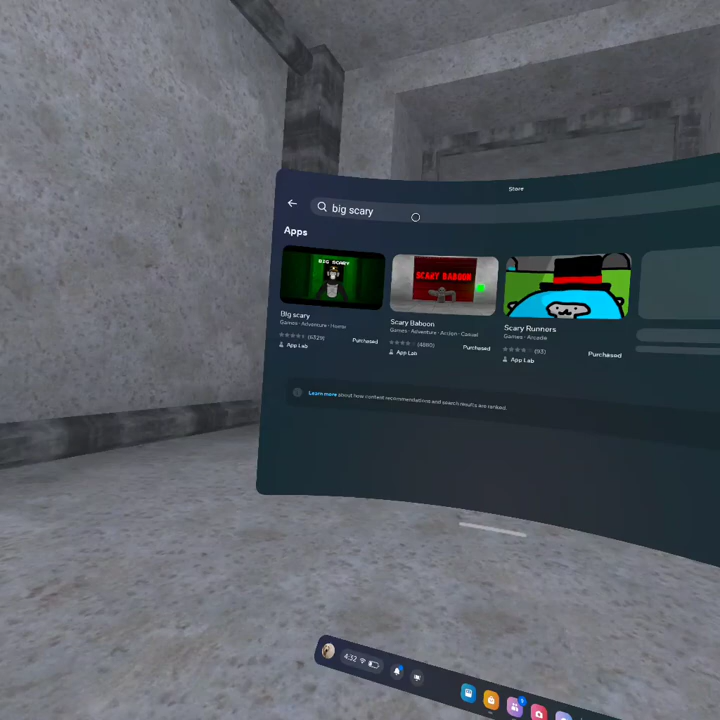 Store
big scary
Apps
BIG SCARY
SCARY BABOON
Big scary
Games · Adventure · Horror
(6329)
Purchased
App Lab
Scary Baboon
Games · Adventure · Action · Casual
(4880)
Purchased
App Lab
Scary Runners
Games · Arcade
(93)
Purchased
App Lab
Learn more about how content recommendations and search results are ranked.
4:32